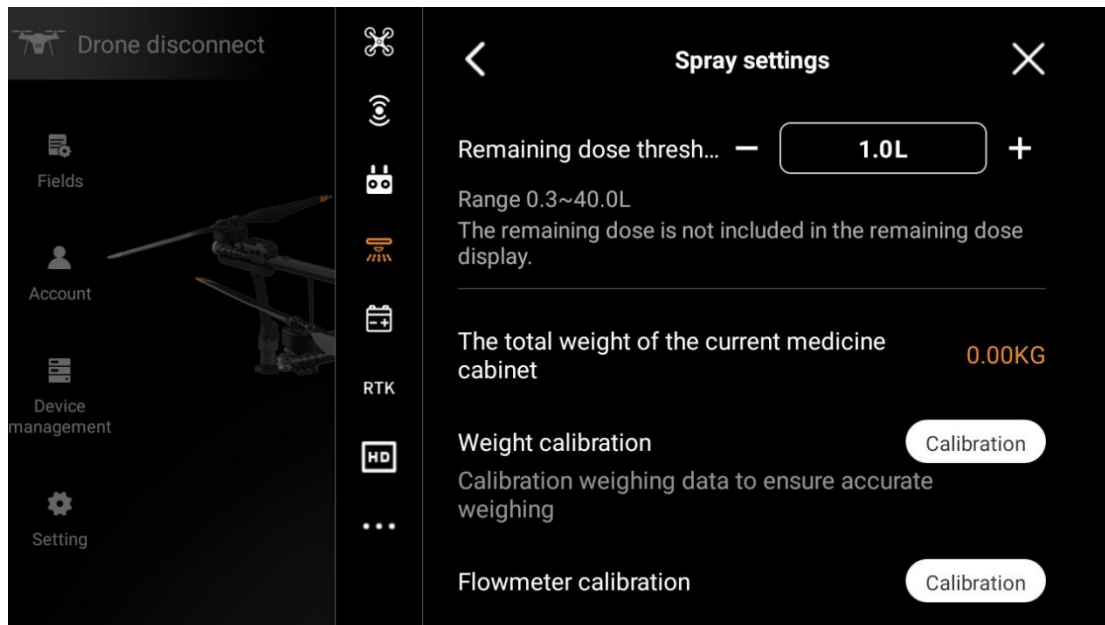 Drone disconnect
Fields
Account
Device
management
Setting
RTK
HD
Spray settings
Remaining dose thresh... 1.0L
Range 0.3~40.0L
The remaining dose is not included in the remaining dose
display.
The total weight of the current medicine
cabinet
0.00KG
Weight calibration
Calibration
Calibration weighing data to ensure accurate
weighing
Flowmeter calibration
Calibration